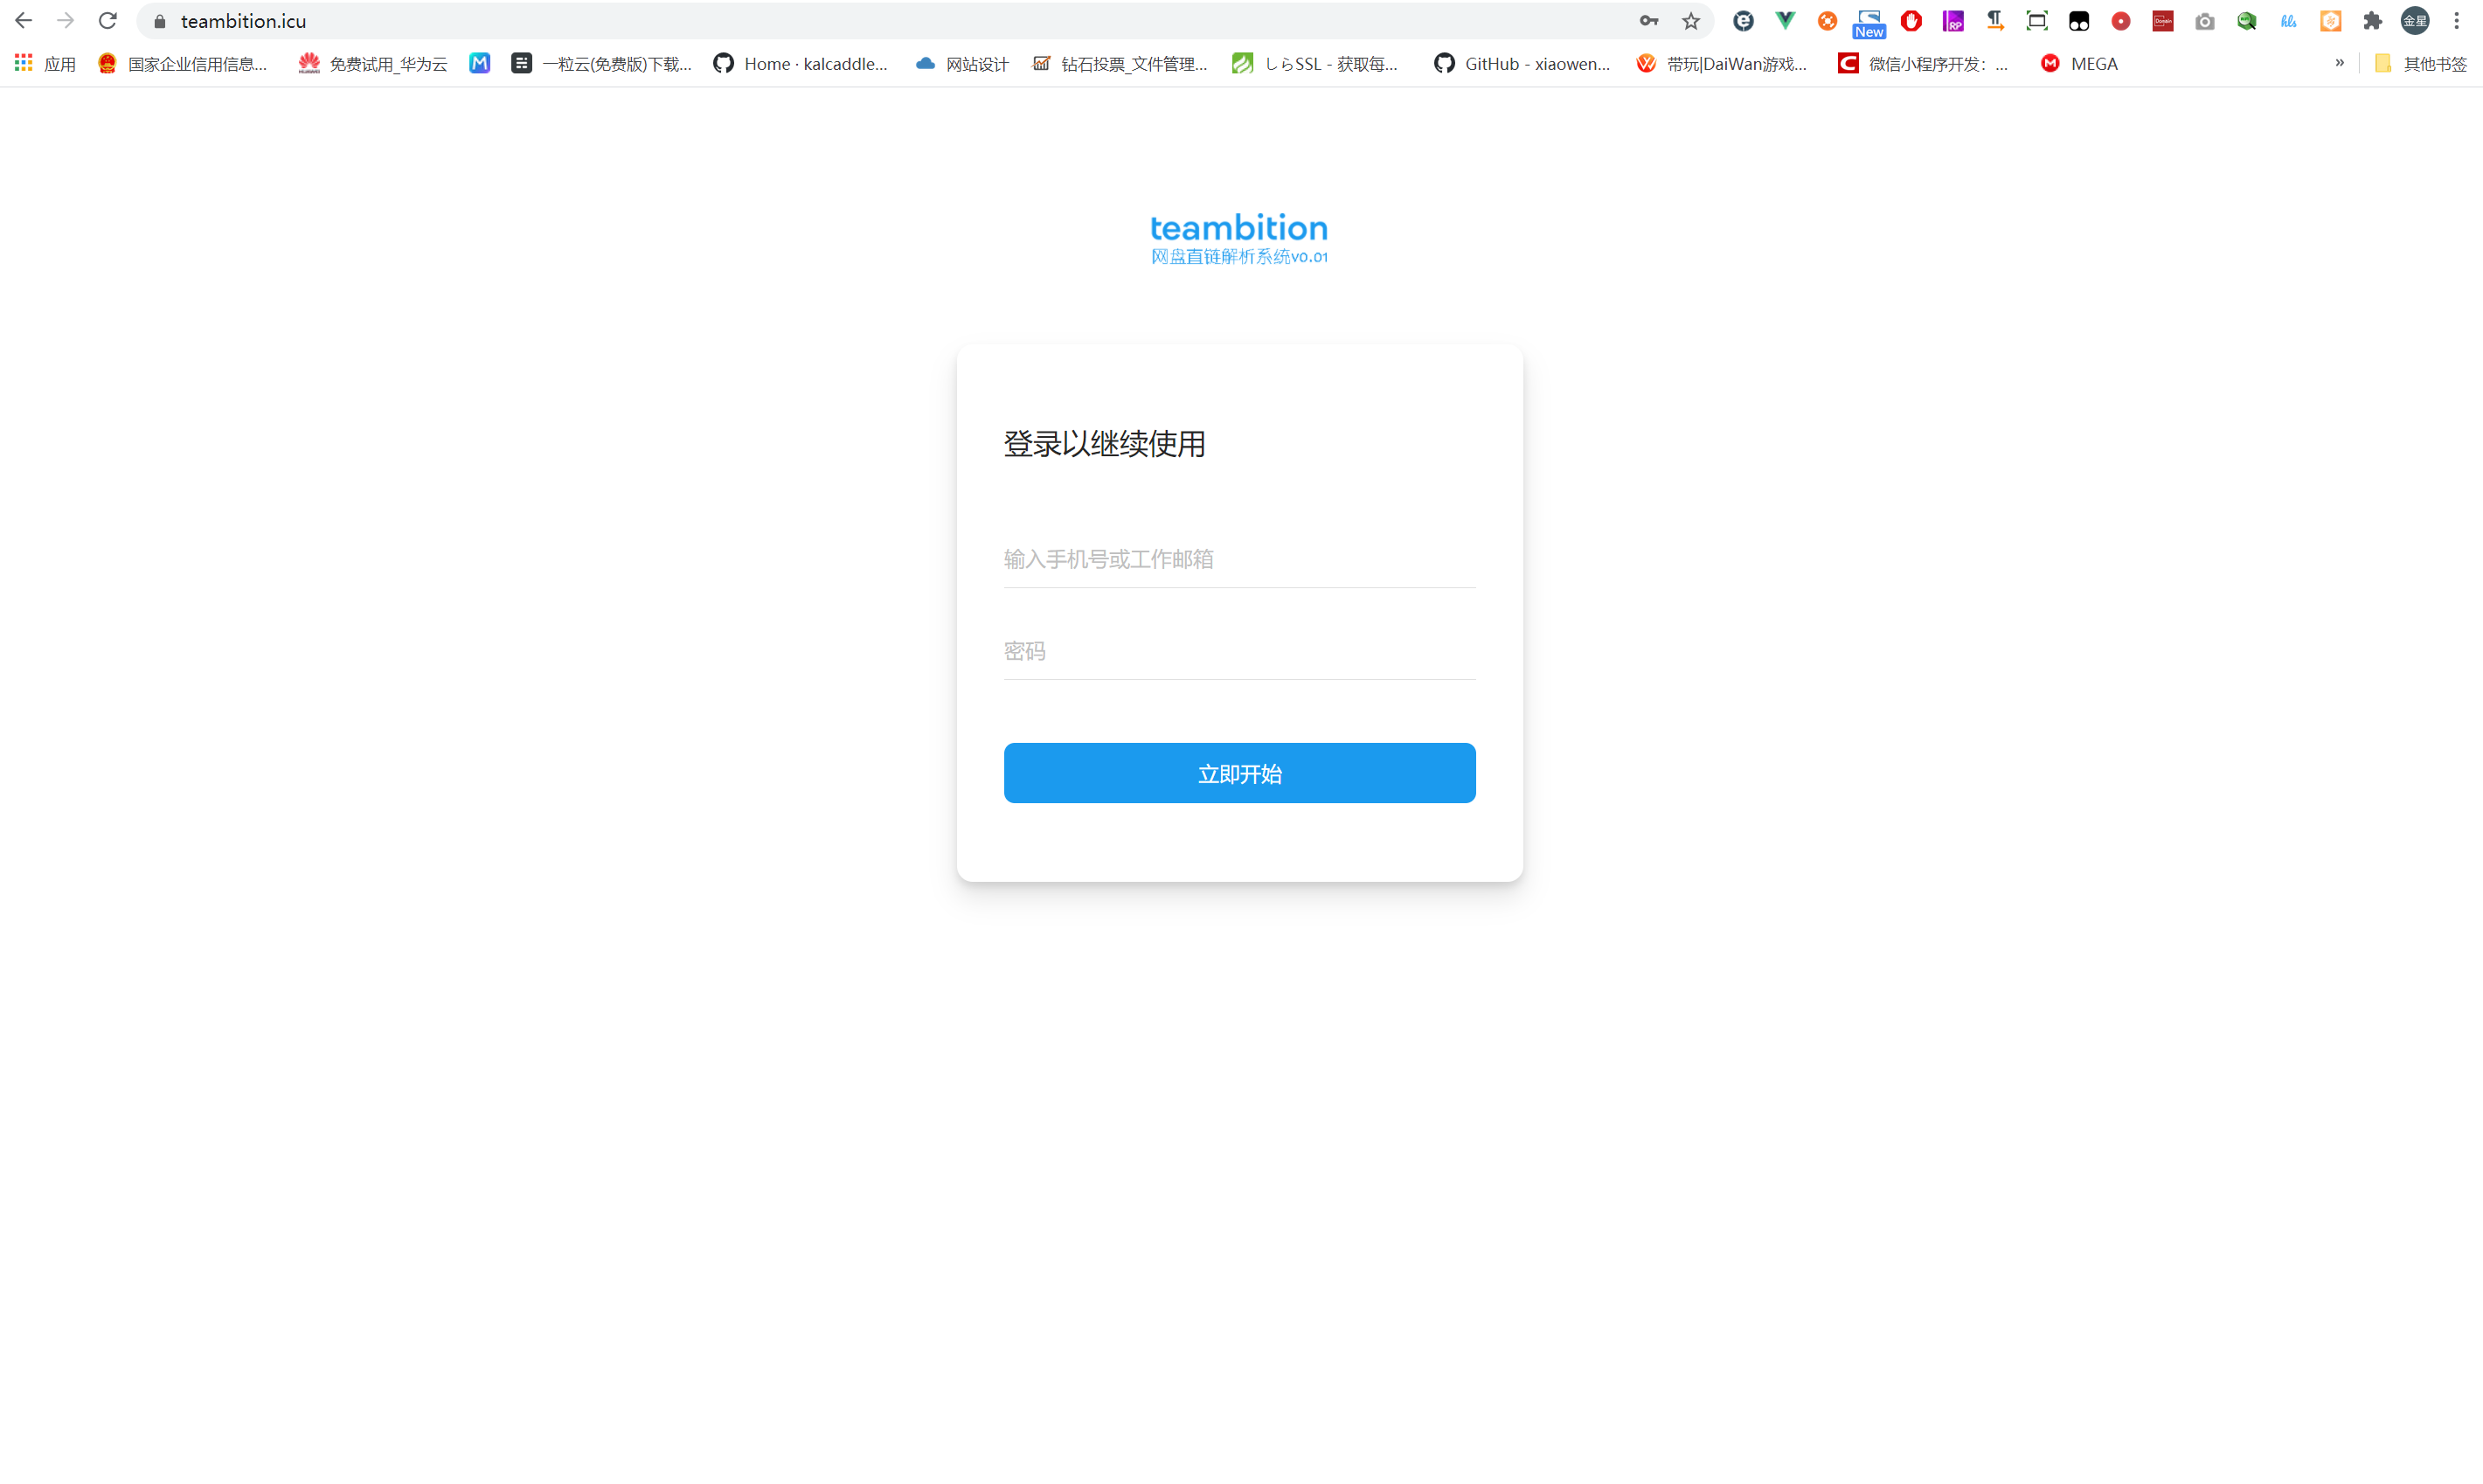 teambition.icu
New
金星
应用
国家企业信用信息...
免费试用_华为云
一粒云(免费版)下载...
Home · kalcaddle...
网站设计
钻石投票_文件管理...
しらSSL - 获取每...
GitHub - xiaowen...
带玩|DaiWan游戏...
微信小程序开发：...
MEGA
»
其他书签
teambition
网盘直链解析系统v0.01
登录以继续使用
输入手机号或工作邮箱
密码
立即开始